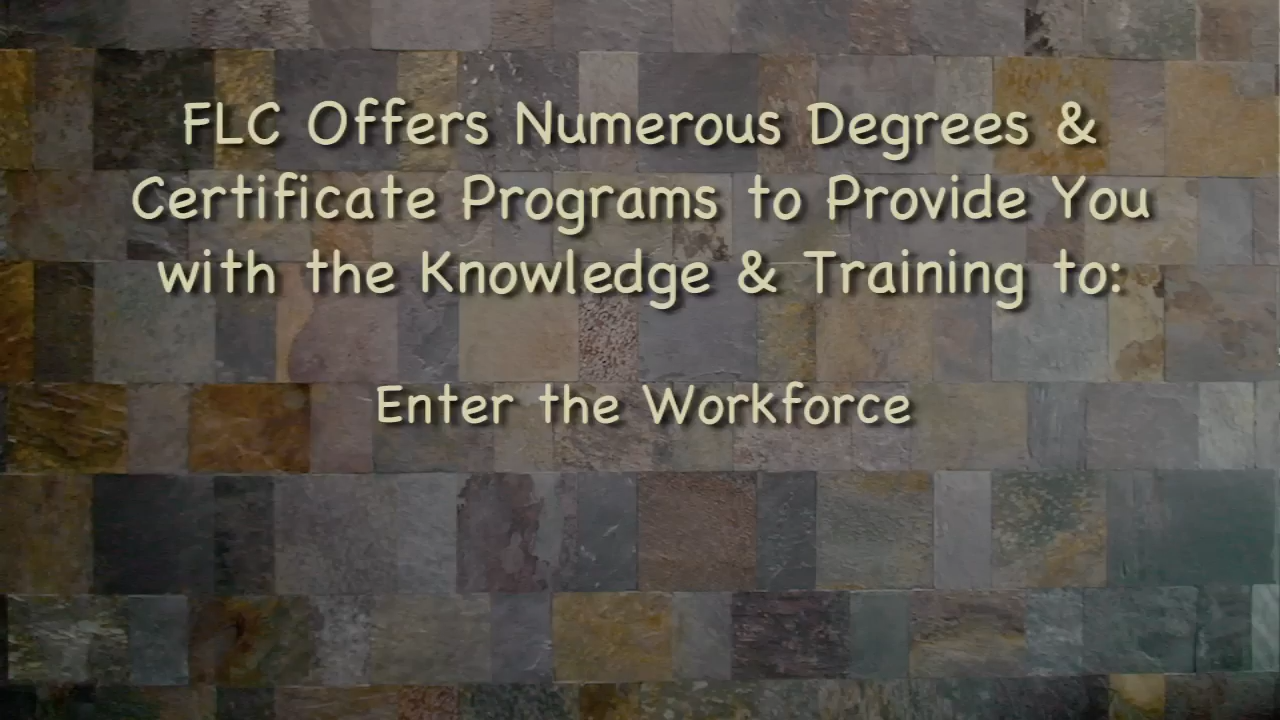 FLC Offers Numerous Degrees &
Certificate Programs to Provide You
with the Knowledge & Training to:
Enter the Workforce